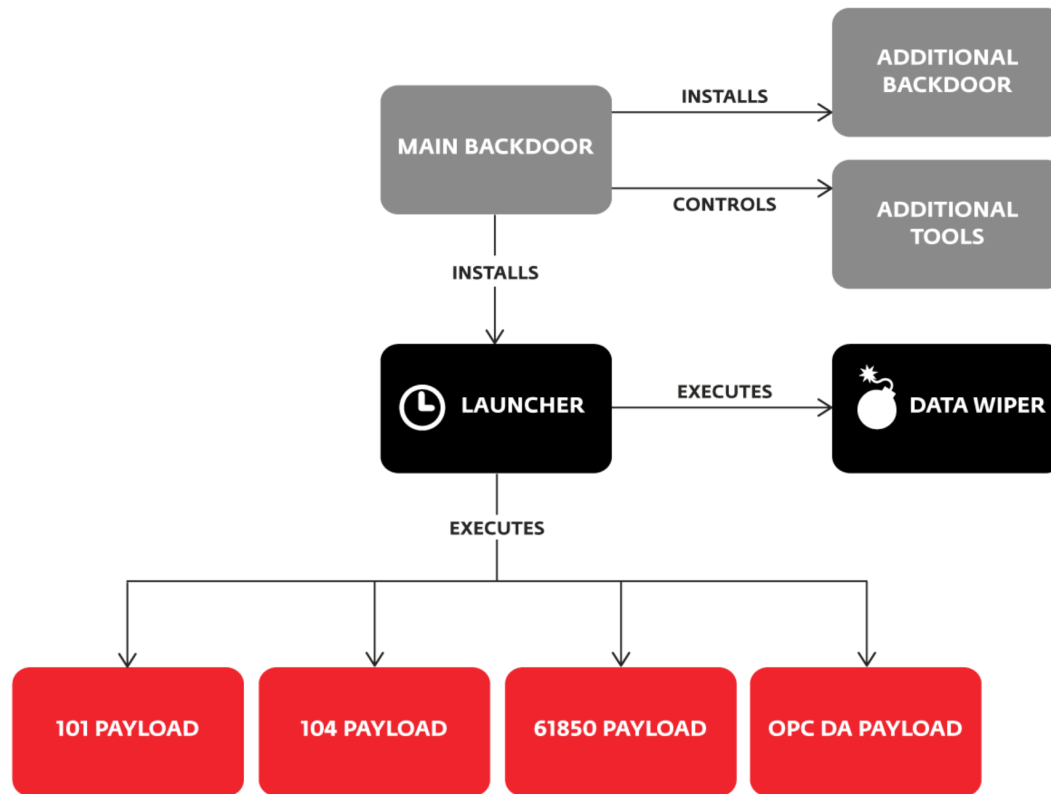 ADDITIONAL
BACKDOOR
INSTALLS
MAIN BACKDOOR
CONTROLS
ADDITIONAL
TOOLS
INSTALLS
LAUNCHER
EXECUTES
DATA WIPER
EXECUTES
101 PAYLOAD
104 PAYLOAD
61850 PAYLOAD
OPC DA PAYLOAD